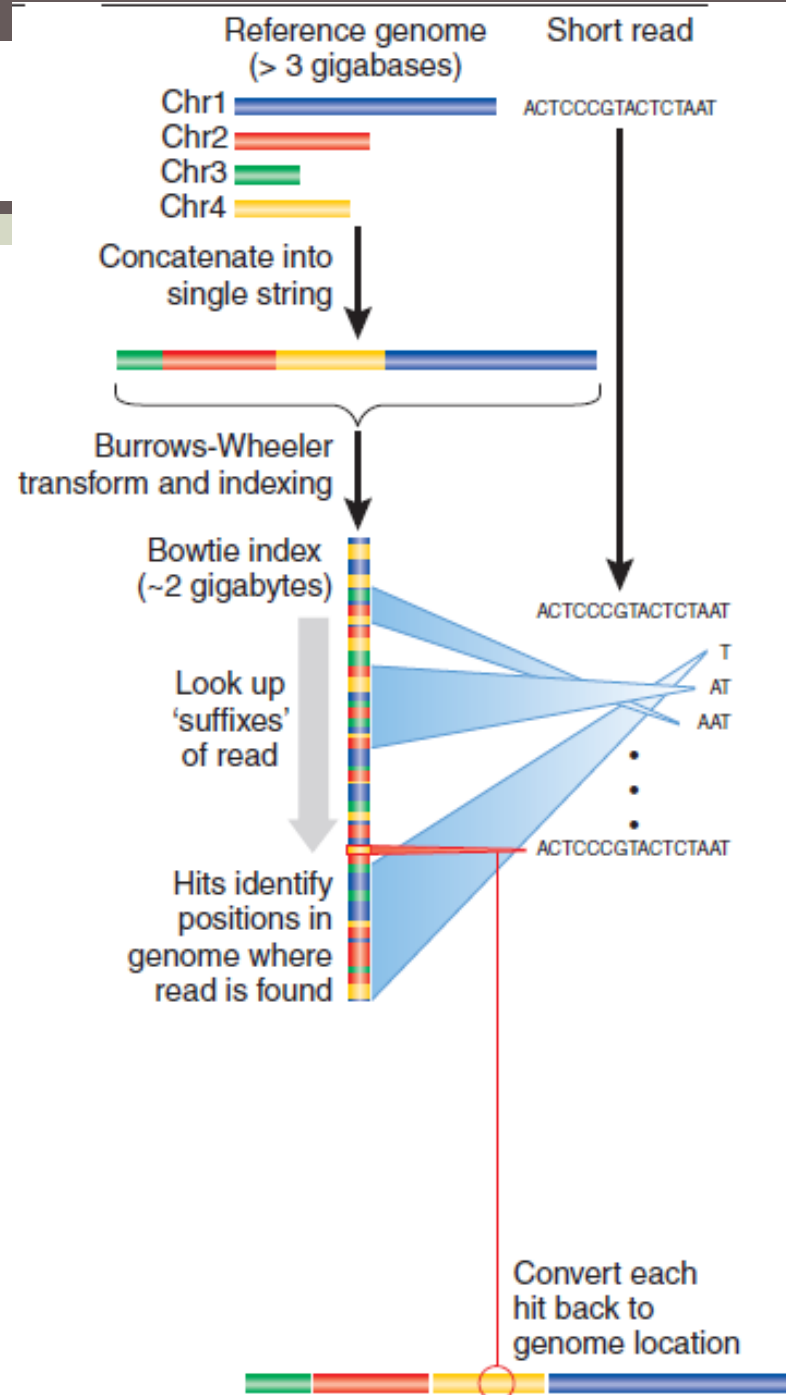 Reference genome
(> 3 gigabases)
Short read
Chr1
ACTCCCGTACTCTAAT
Chr2
Chr3
Chr4
Concatenate into
single string
Burrows-Wheeler
transform and indexing
Bowtie index
(~2 gigabytes)
ACTCCCGTACTCTAAT
T
AT
AAT
Look up
‘suffixes’
of read
ACTCCCGTACTCTAAT
Hits identify
positions in
genome where
read is found
Convert each
hit back to
genome location